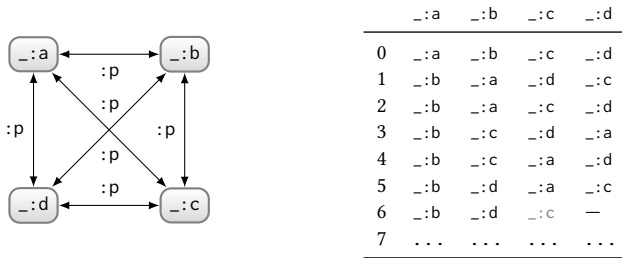 _:a _:b
:p
:p
:p :p
:p
:p
_:d _:c
_:a _:b _:c _:d
0 _:a _:b _:c _:d
1 _:b _:a _:d _:c
2 _:b _:a _:c _:d
3 _:b _:c _:d _:a
4 _:b _:c _:a _:d
5 _:b _:d _:a _:c
6 _:b _:d _:c —
7 ... ... ... ...